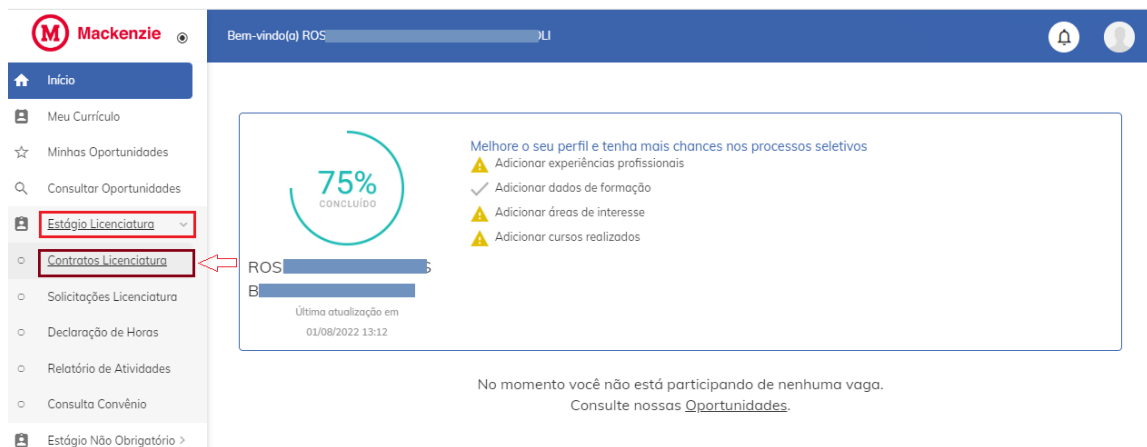 M Mackenzie
Bem-vindo(a) ROS LI
Início
Meu Currículo
Minhas Oportunidades
Consultar Oportunidades
Estágio Licenciatura
Contratos Licenciatura
Solicitações Licenciatura
Declaração de Horas
Relatório de Atividades
Consulta Convênio
Estágio Não Obrigatório >
75%
CONCLUÍDO
ROS S
B
Última atualização em
01/08/2022 13:12
Melhore o seu perfil e tenha mais chances nos processos seletivos
Adicionar experiências profissionais
Adicionar dados de formação
Adicionar áreas de interesse
Adicionar cursos realizados
No momento você não está participando de nenhuma vaga.
Consulte nossas Oportunidades.